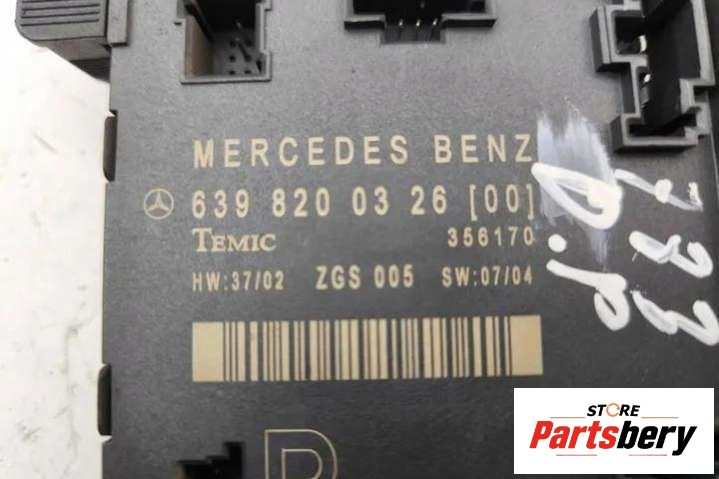 MERCEDES BENZ
639 820 03 26 [00]
TEMIC 356170
HW:37/02 ZGS 005 SW:07/04
D.P
STORE
Partsbery